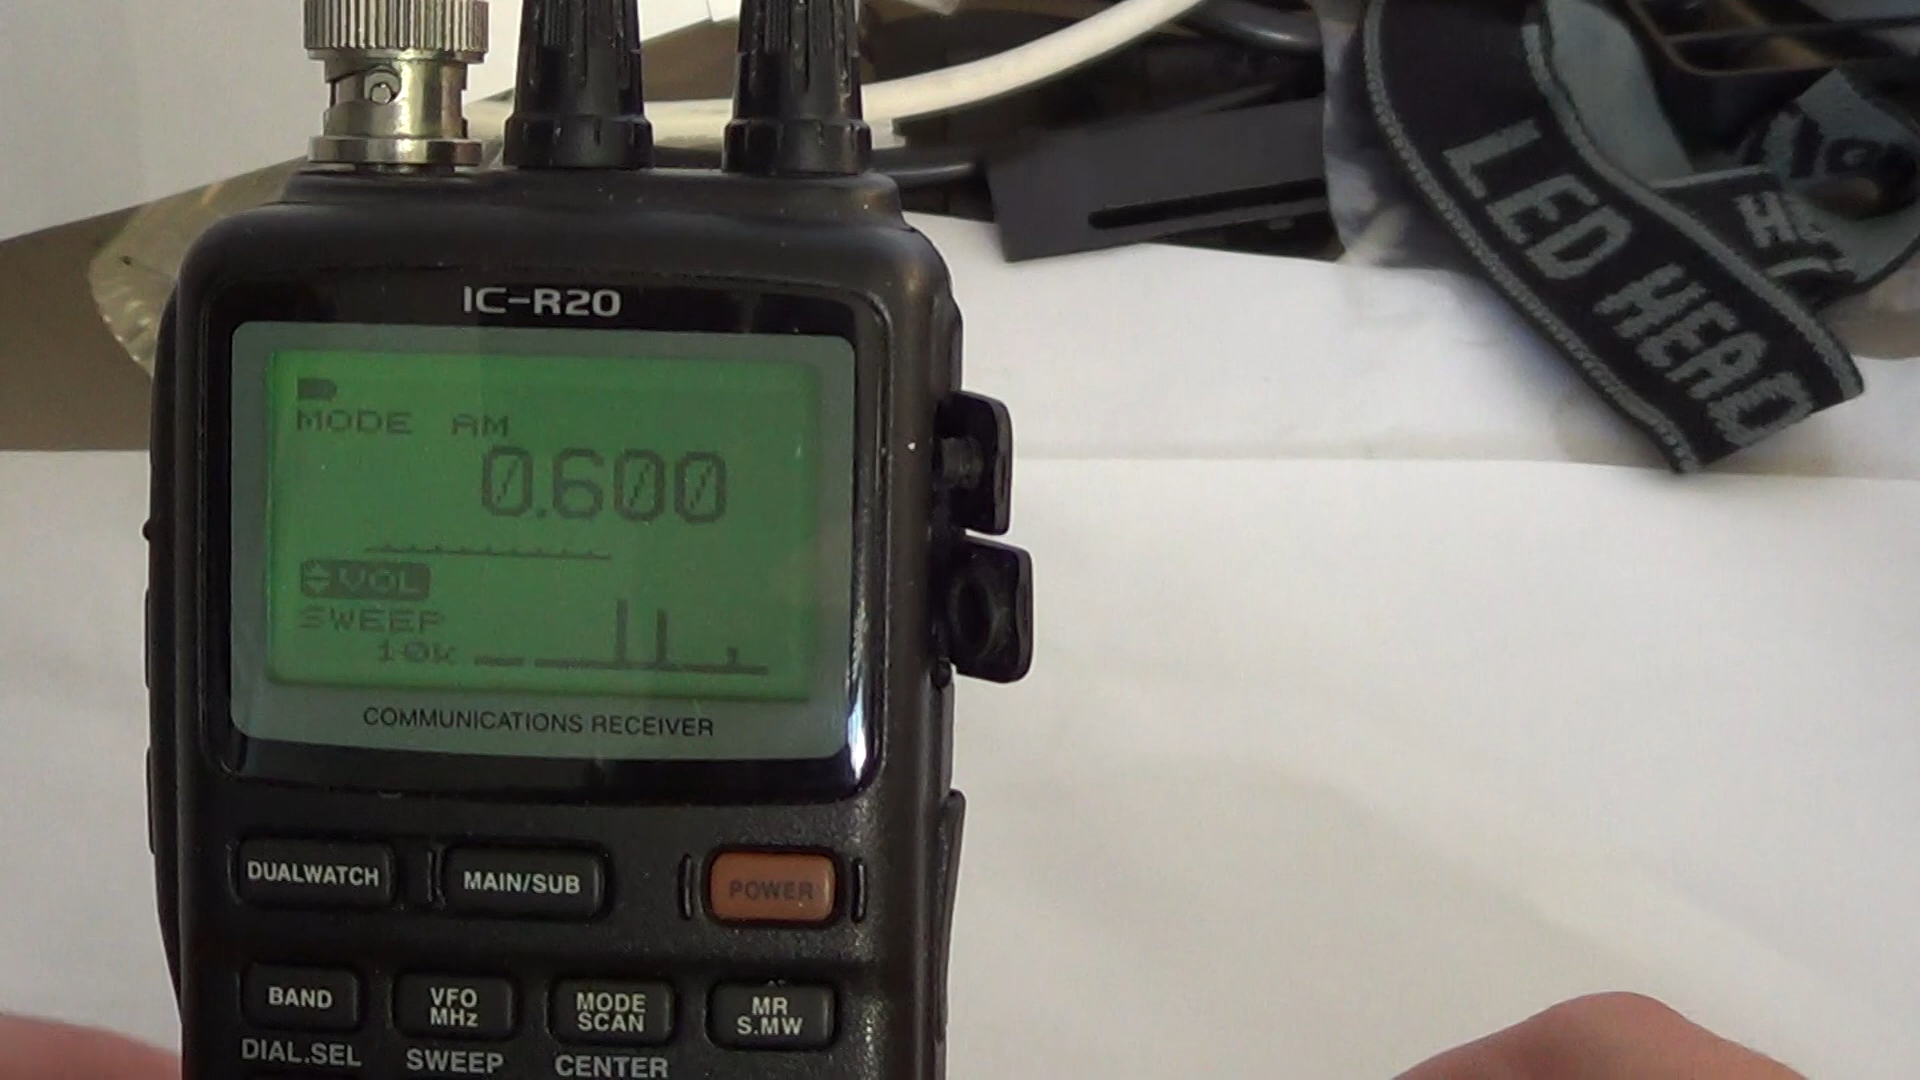 IC-R20
MODE AM
0.600
VOL
SWEEP
10k
COMMUNICATIONS RECEIVER
DUALWATCH
MAIN/SUB
POWER
BAND
VFO
MHz
MODE
SCAN
MR
S.MW
DIAL.SEL
SWEEP
CENTER
LED HEAD